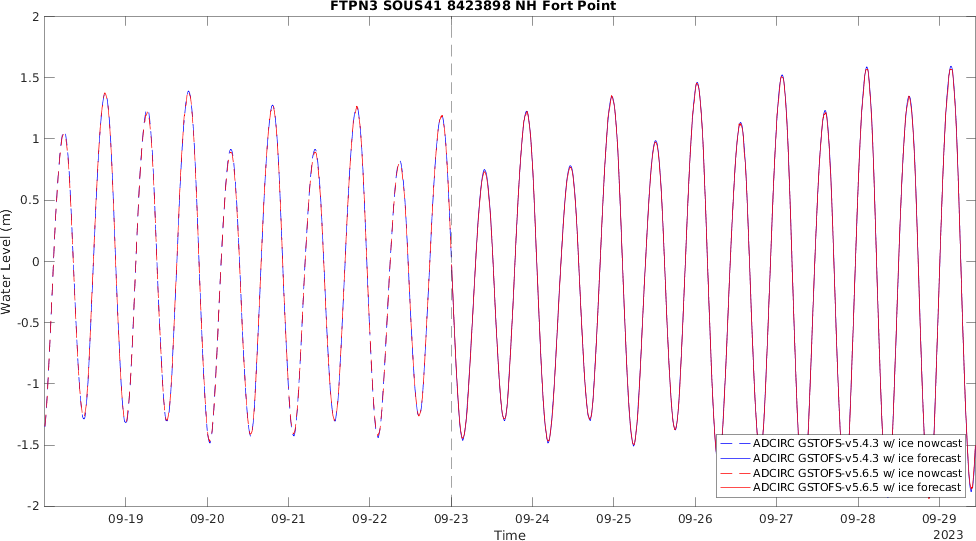 FTPN3 SOUS41 8423898 NH Fort Point
2
1.5
1
0.5
0
-0.5
-1
-1.5
-2
Water Level (m)
ADCIRC GSTOFS-v5.4.3 w/ ice nowcast
ADCIRC GSTOFS-v5.4.3 w/ ice forecast
ADCIRC GSTOFS-v5.6.5 w/ ice nowcast
ADCIRC GSTOFS-v5.6.5 w/ ice forecast
09-19 09-20 09-21 09-22 09-23 09-24 09-25 09-26 09-27 09-28 09-29
Time 2023